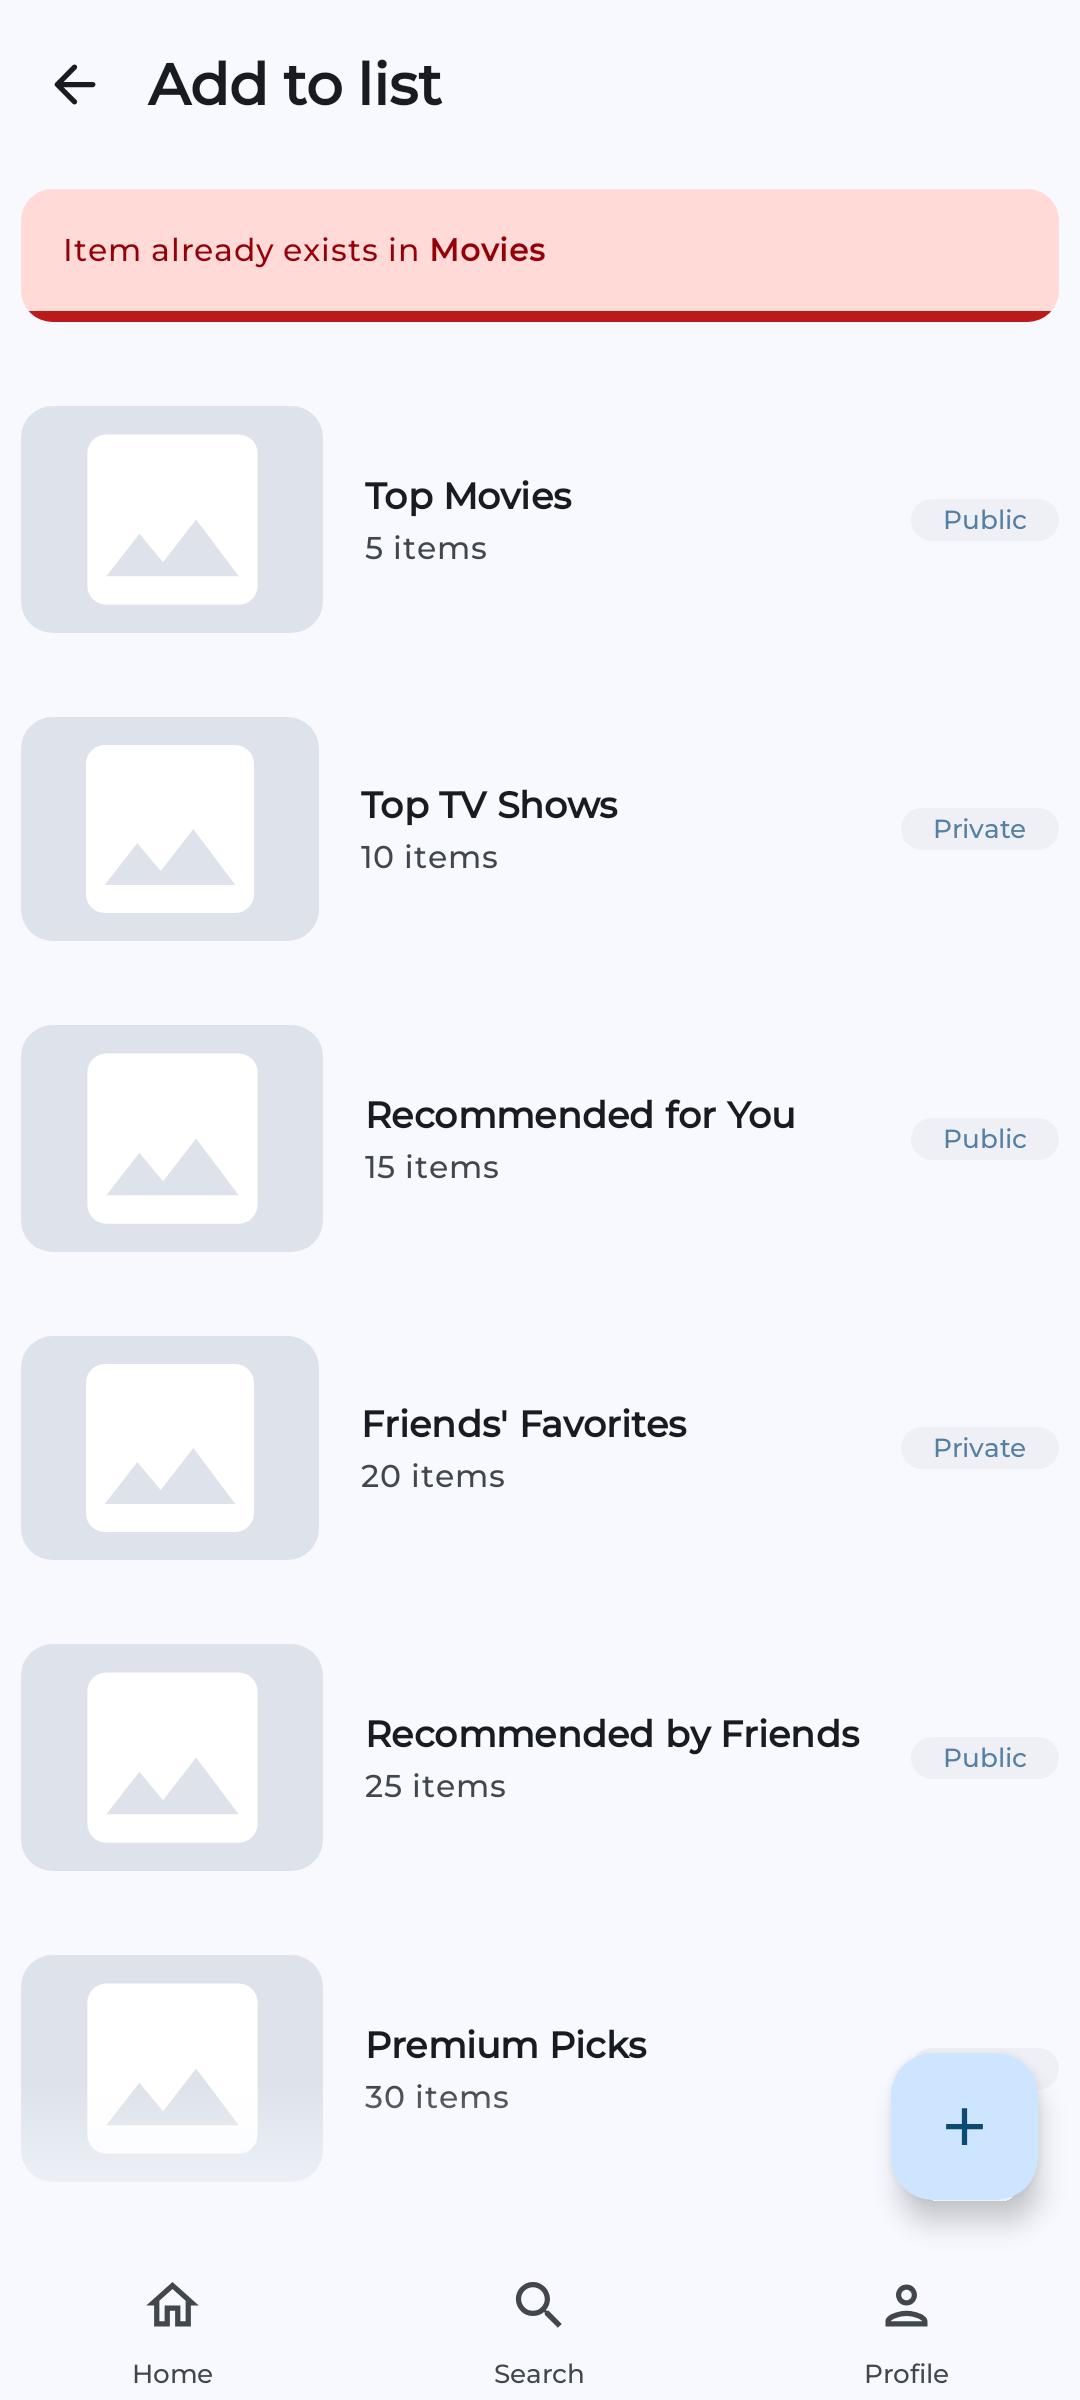 Add to list
Item already exists in Movies
Top Movies
5 items
Public
Top TV Shows
10 items
Private
Recommended for You
15 items
Public
Friends' Favorites
20 items
Private
Recommended by Friends
25 items
Public
Premium Picks
30 items
Home
Search
Profile